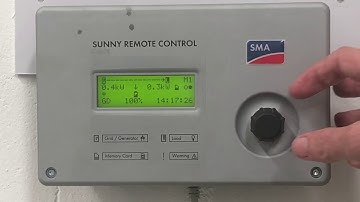 SUNNY REMOTE CONTROL
SMA
M1
0.4kW 0.3kW
GD 100% 14:17:26
Grid / Generator
Load
Memory Card
Warning